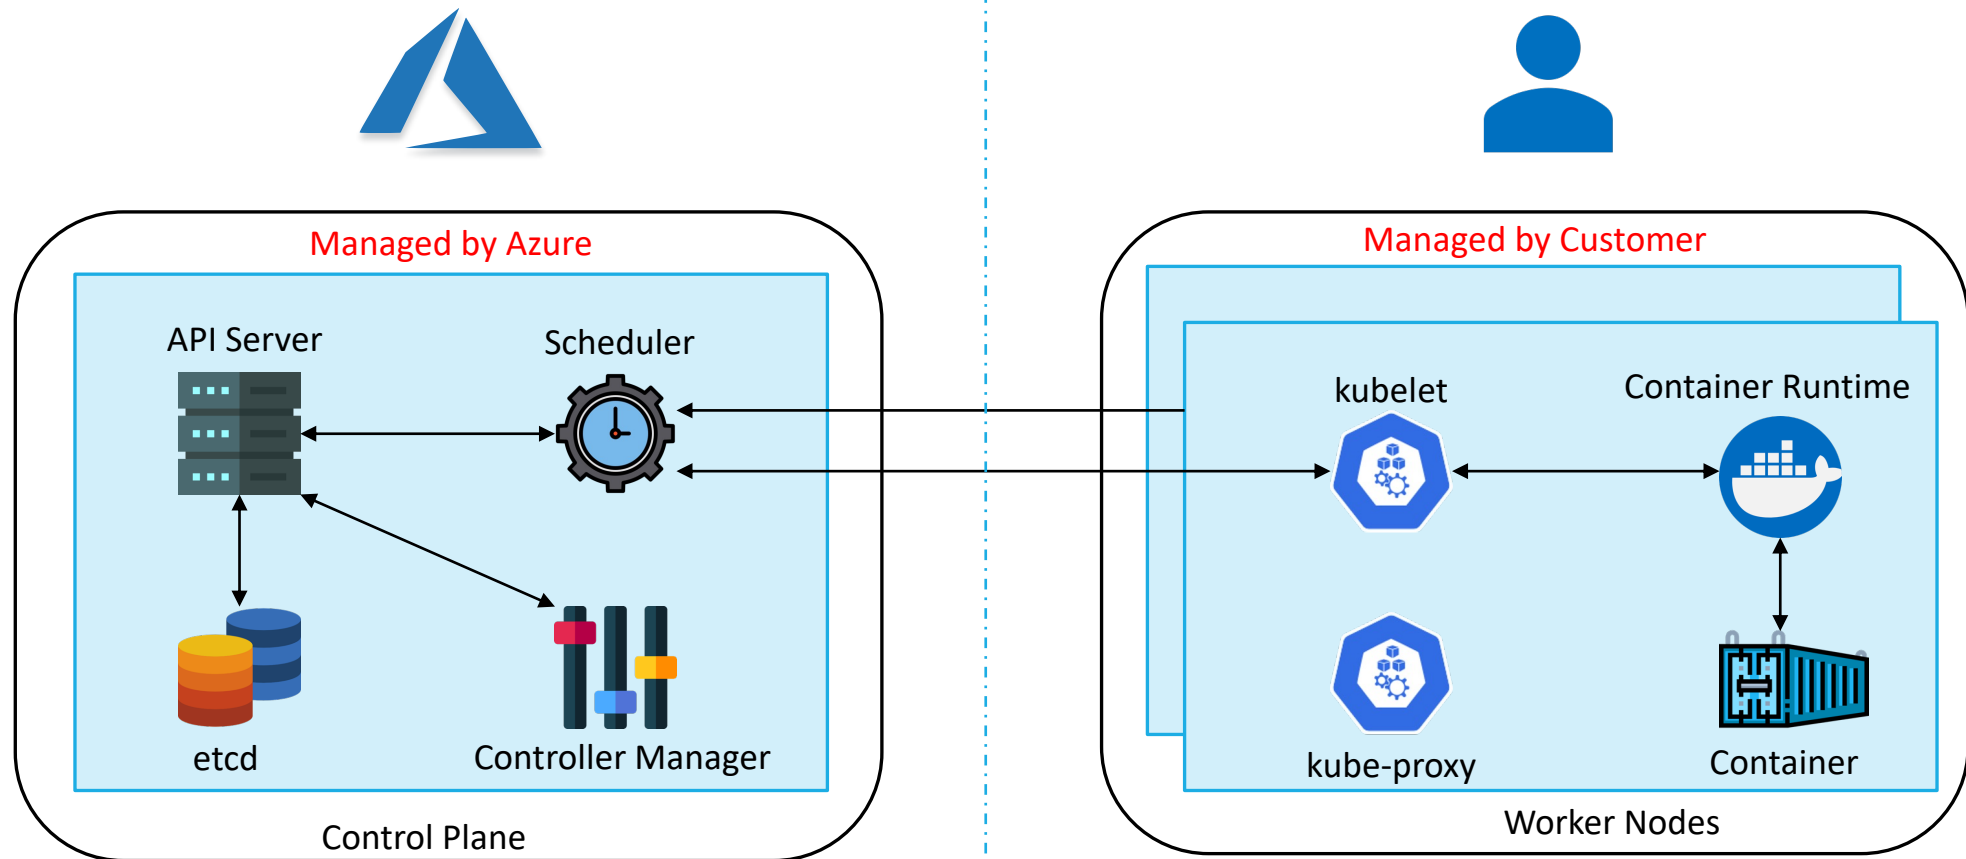 Managed by Azure
API Server
Scheduler
etcd
Controller Manager
Control Plane
Managed by Customer
kubelet
Container Runtime
kube-proxy
Container
Worker Nodes